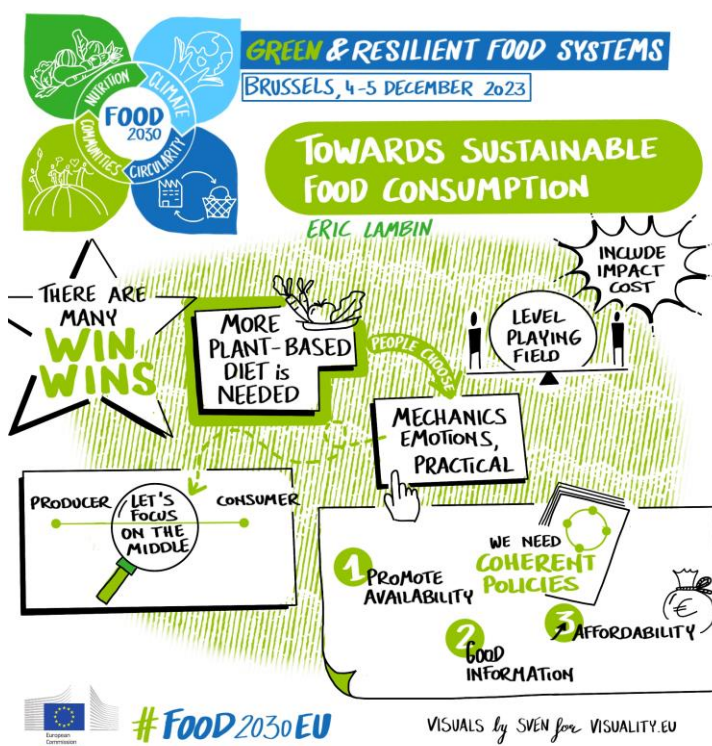 GREEN & RESILIENT FOOD SYSTEMS
BRUSSELS, 4-5 DECEMBER 2023
NUTRITION
CLIMATE
COMMUNITIES
CIRCULARITY
FOOD
2030
TOWARDS SUSTAINABLE
FOOD CONSUMPTION
ERIC LAMBIN
THERE ARE
MANY
WIN
WINS
MORE
PLANT-BASED
DIET is
NEEDED
PEOPLE CHOOSE
MECHANICS
EMOTIONS,
PRACTICAL
LEVEL
PLAYING
FIELD
INCLUDE
IMPACT
COST
PRODUCER
LET'S
FOCUS
ON THE
MIDDLE
CONSUMER
WE NEED
COHERENT
POLICIES
1 PROMOTE
AVAILABILITY
2 GOOD
INFORMATION
3 AFFORDABILITY
€
European
Commission
#FOOD2030EU
VISUALS by SVEN for VISUALITY.EU